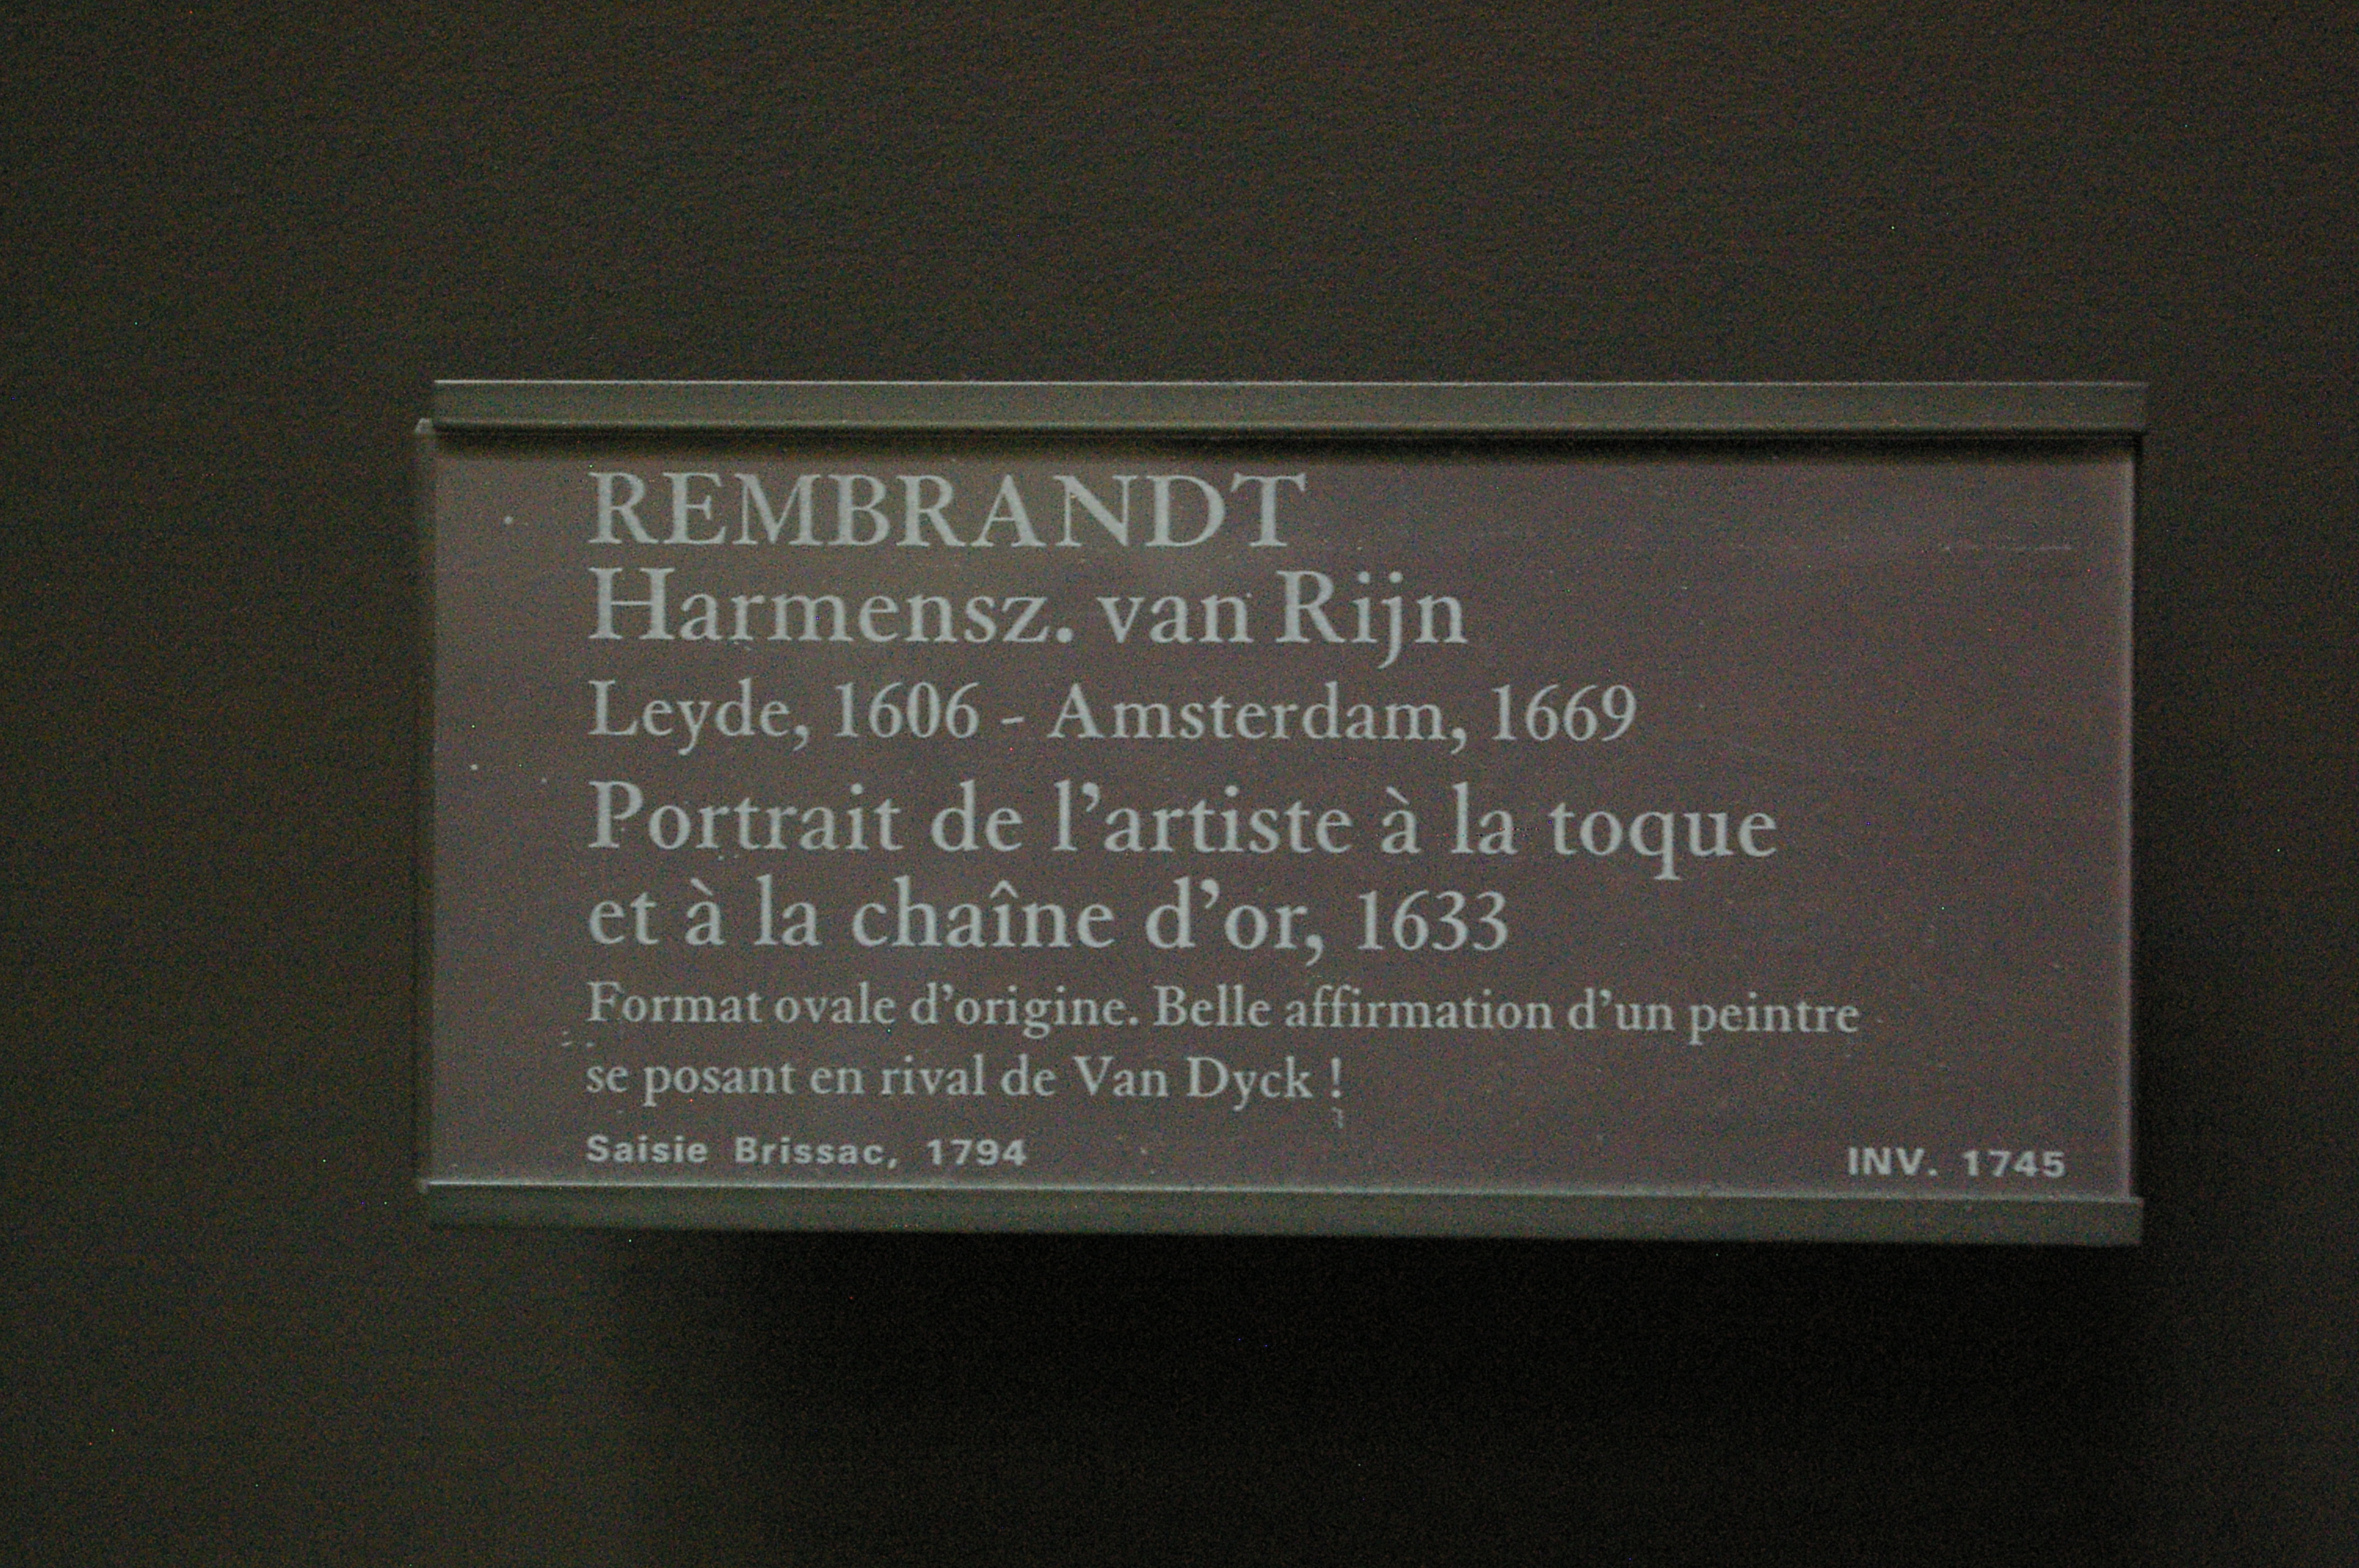 REMBRANDT
Harmensz. van Rijn
Leyde, 1606 - Amsterdam, 1669
Portrait de l’artiste à la toque
et à la chaîne d’or, 1633
Format ovale d’origine. Belle affirmation d’un peintre
se posant en rival de Van Dyck !
Saisie Brissac, 1794
INV. 1745